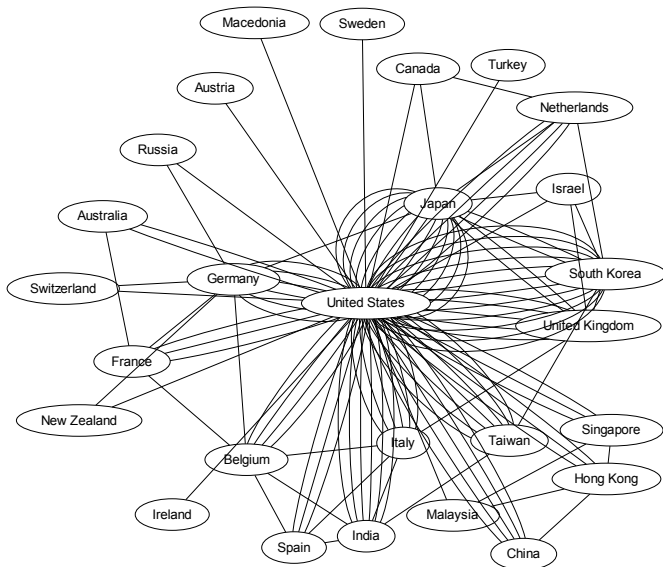 Macedonia
Sweden
Canada
Turkey
Austria
Netherlands
Russia
Israel
Japan
Australia
South Korea
Germany
Switzerland
United States
United Kingdom
France
New Zealand
Singapore
Italy
Taiwan
Belgium
Hong Kong
Ireland
Malaysia
India
Spain
China